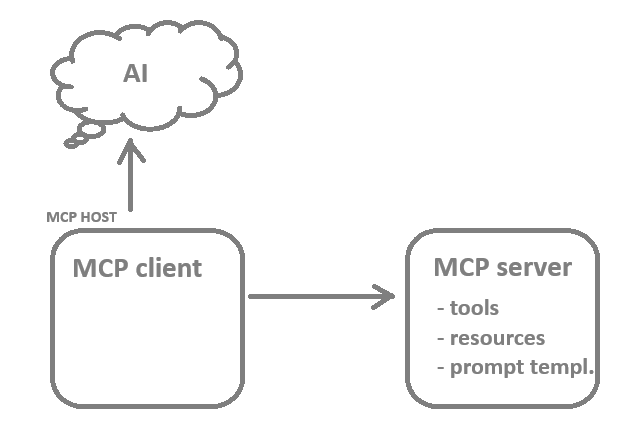 AI
MCP HOST
MCP client
MCP server
- tools
- resources
- prompt templ.